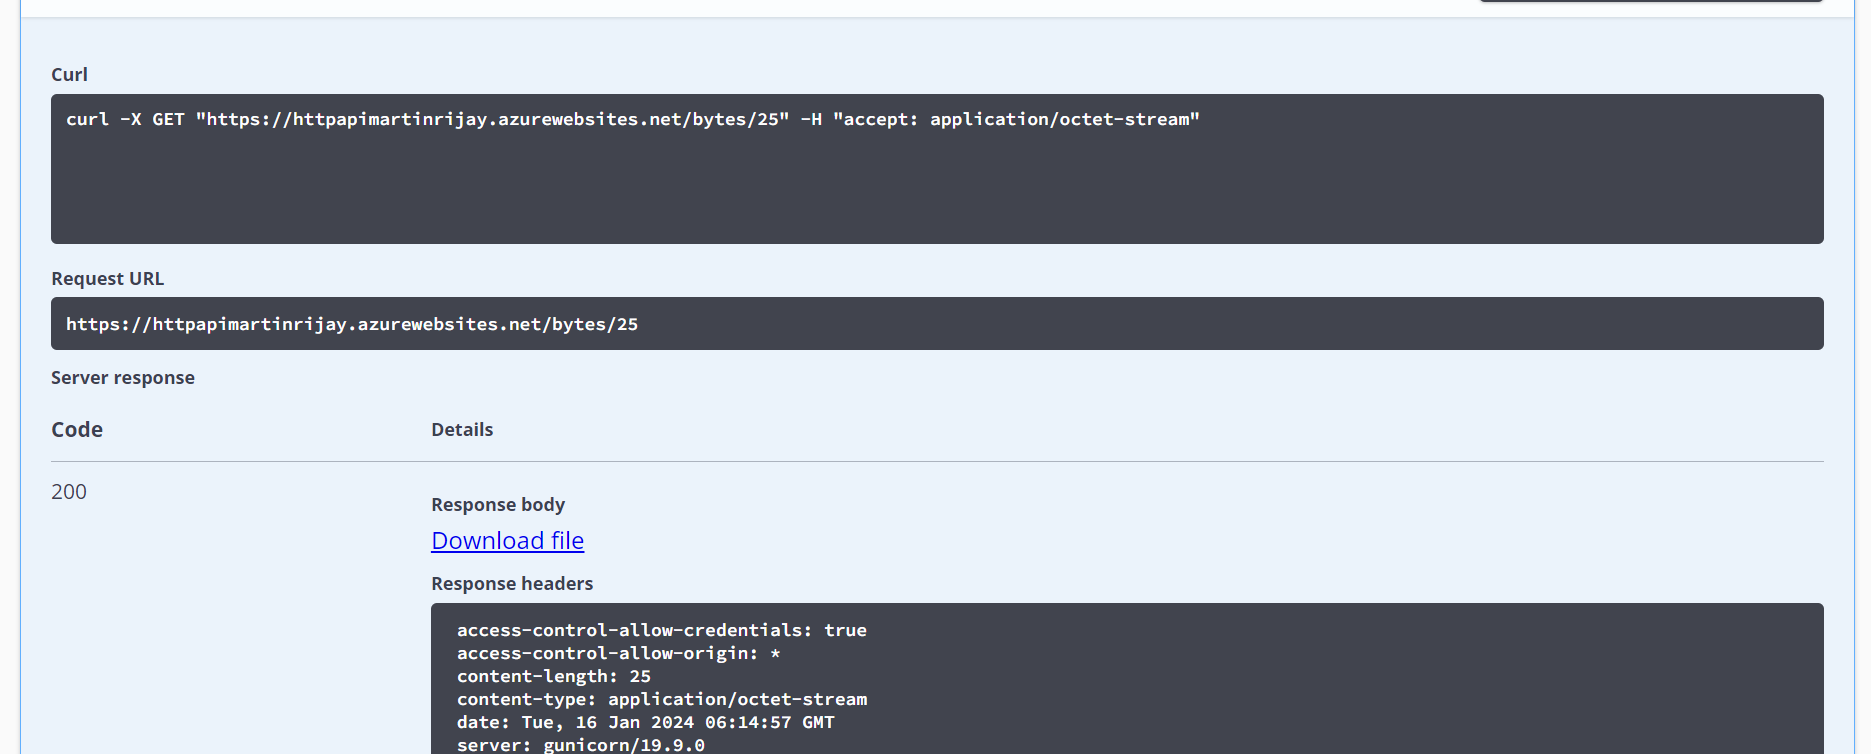 Curl
curl -X GET "https://httpapimartinrijay.azurewebsites.net/bytes/25" -H "accept: application/octet-stream"
Request URL
https://httpapimartinrijay.azurewebsites.net/bytes/25
Server response
Code Details
200
Response body
Download file
Response headers
access-control-allow-credentials: true
access-control-allow-origin: *
content-length: 25
content-type: application/octet-stream
date: Tue, 16 Jan 2024 06:14:57 GMT
server: gunicorn/19.9.0